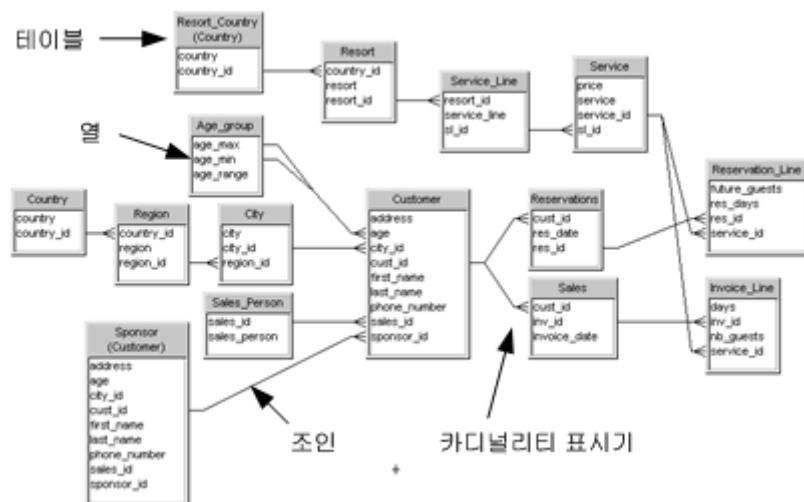 테이블
Resort_Country
(Country)
country
country_id
Resort
country_id
resort
resort_id
Service_Line
resort_id
service_line
sl_id
Service
price
service
service_id
sl_id
열
Age_group
age_max
age_min
age_range
Country
country
country_id
Region
country_id
region
region_id
City
city
city_id
region_id
Customer
address
age
city_id
cust_id
first_name
last_name
phone_number
sales_id
sponsor_id
Reservations
cust_id
res_date
res_id
Reservation_Line
future_guests
res_days
res_id
service_id
Sales_Person
sales_id
sales_person
Sales
cust_id
inv_id
invoice_date
Invoice_Line
days
inv_id
nb_guests
service_id
Sponsor
(Customer)
address
age
city_id
cust_id
first_name
last_name
phone_number
sales_id
sponsor_id
조인
카디널리티 표시기